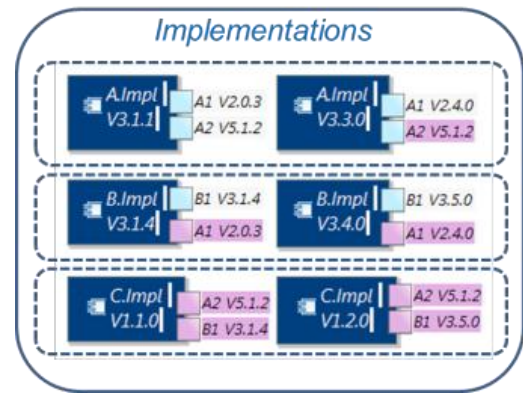 Implementations
A.Impl
V3.1.1
A1 V2.0.3
A2 V5.1.2
A.Impl
V3.3.0
A1 V2.4.0
A2 V5.1.2
B.Impl
V3.1.4
B1 V3.1.4
A1 V2.0.3
B.Impl
V3.4.0
B1 V3.5.0
A1 V2.4.0
C.Impl
V1.1.0
A2 V5.1.2
B1 V3.1.4
C.Impl
V1.2.0
A2 V5.1.2
B1 V3.5.0